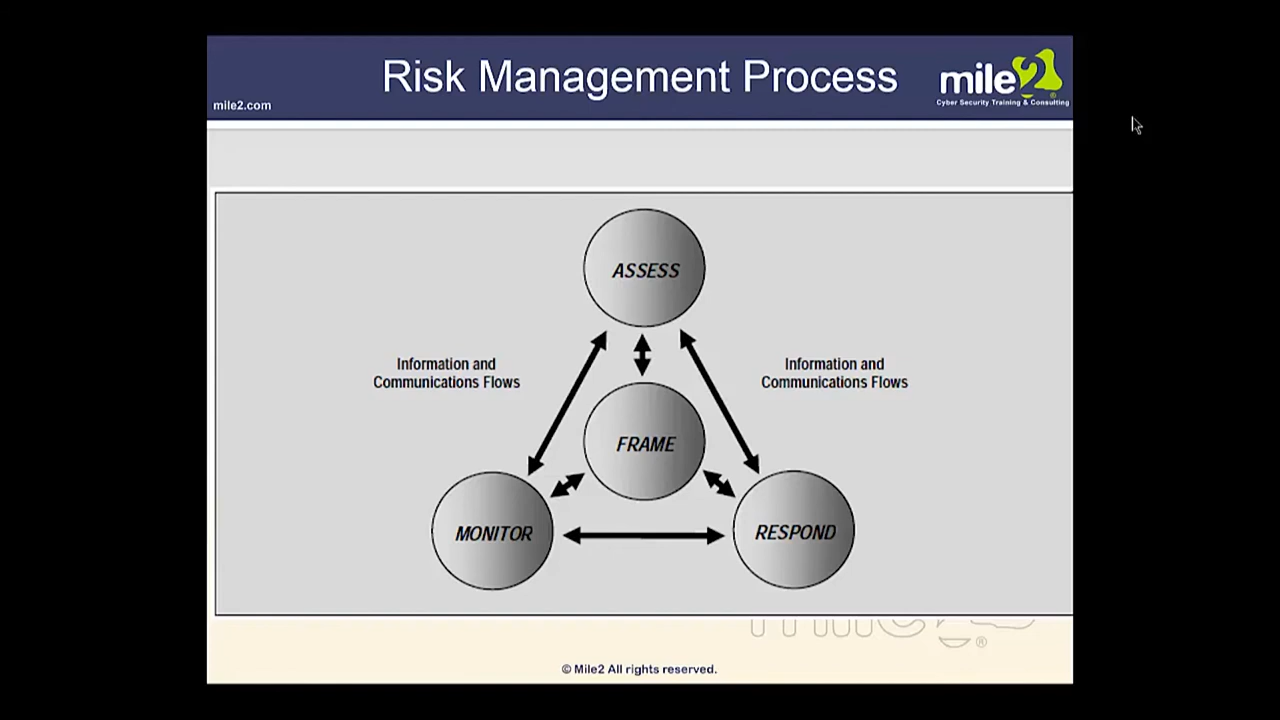 Risk Management Process
mile2
®
Cyber Security Training & Consulting
mile2.com
ASSESS
Information and
Communications Flows
Information and
Communications Flows
FRAME
MONITOR
RESPOND
mile2
®
© Mile2 All rights reserved.